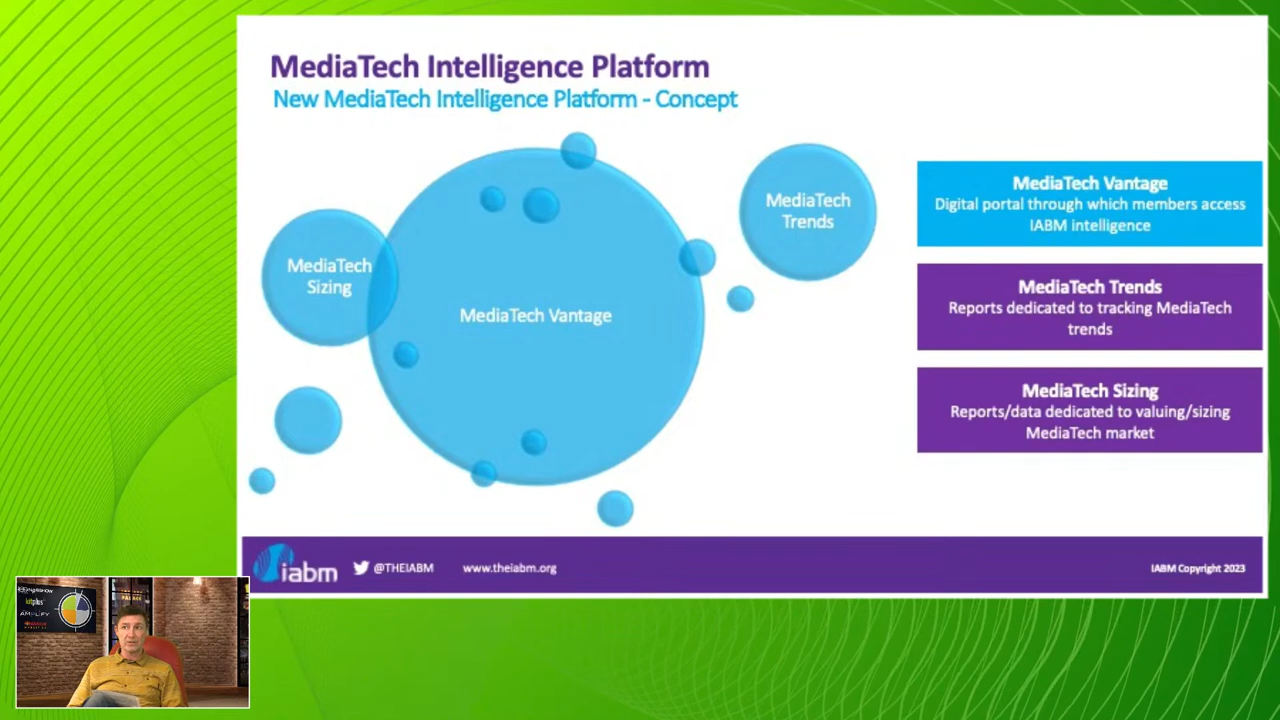 MediaTech Intelligence Platform
New MediaTech Intelligence Platform - Concept
MediaTech
Sizing
MediaTech Vantage
MediaTech
Trends
MediaTech Vantage
Digital portal through which members access
IABM intelligence
MediaTech Trends
Reports dedicated to tracking MediaTech
trends
MediaTech Sizing
Reports/data dedicated to valuing/sizing
MediaTech market
iabm
@THEIABM
www.theiabm.org
IABM Copyright 2023
kitplus
AMPLIFY